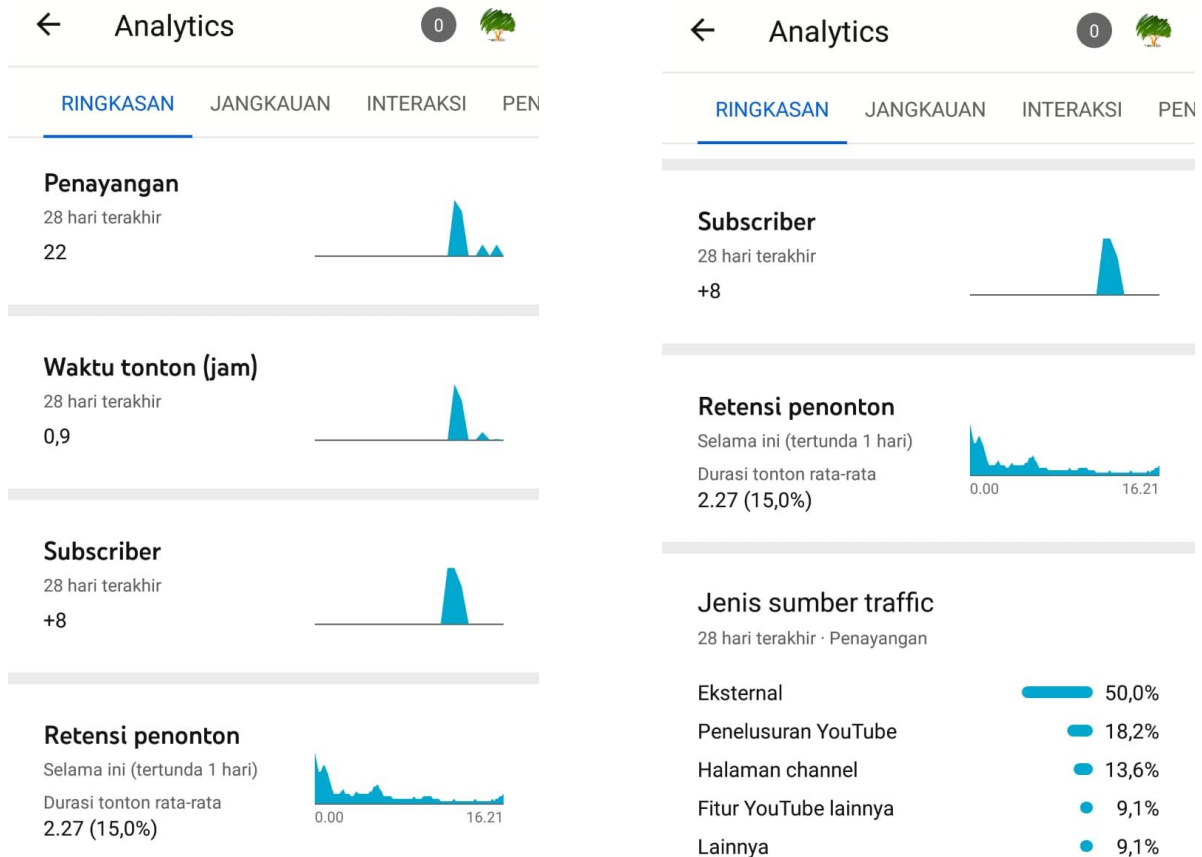 Analytics
0
RINGKASAN JANGKAUAN INTERAKSI PEN
Penayangan
28 hari terakhir
22
Waktu tonton (jam)
28 hari terakhir
0,9
Subscriber
28 hari terakhir
+8
Retensi penonton
Selama ini (tertunda 1 hari)
Durasi tonton rata-rata
2.27 (15,0%)
0.00 16.21
Analytics
0
RINGKASAN JANGKAUAN INTERAKSI PEN
Subscriber
28 hari terakhir
+8
Retensi penonton
Selama ini (tertunda 1 hari)
Durasi tonton rata-rata
2.27 (15,0%)
0.00 16.21
Jenis sumber traffic
28 hari terakhir · Penayangan
Eksternal 50,0%
Penelusuran YouTube 18,2%
Halaman channel 13,6%
Fitur YouTube lainnya 9,1%
Lainnya 9,1%